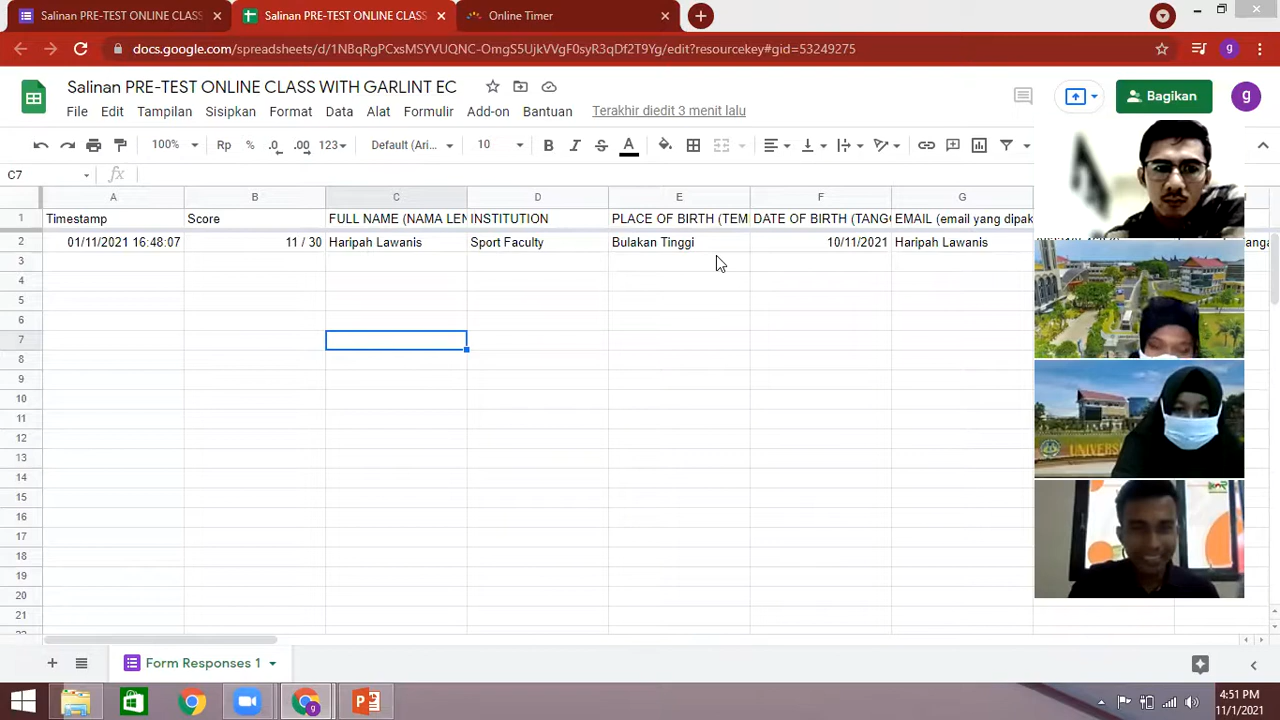 Salinan PRE-TEST ONLINE CLASS
Salinan PRE-TEST ONLINE CLASS
Online Timer
docs.google.com/spreadsheets/d/1NBqRgPCxsMSYVUQNC-OmgS5UjkVVgF0syR3qDf2T9Yg/edit?resourcekey#gid=53249275
g
Salinan PRE-TEST ONLINE CLASS WITH GARLINT EC
File Edit Tampilan Sisipkan Format Data Alat Formulir Add-on Bantuan Terakhir diedit 3 menit lalu
Bagikan
g
100% Rp % .0 .00 123 Default (Ari... 10 B I S A
C7 fx
A B C D E F G
1 Timestamp Score FULL NAME (NAMA LEN INSTITUTION PLACE OF BIRTH (TEM DATE OF BIRTH (TANGG EMAIL (email yang dipak
2 01/11/2021 16:48:07 11 / 30 Haripah Lawanis Sport Faculty Bulakan Tinggi 10/11/2021 Haripah Lawanis
3
4
5
6
7
8
9
10
11
12
13
14
15
16
17
18
19
20
21
UNIVERS
Form Responses 1
4:51 PM
11/1/2021